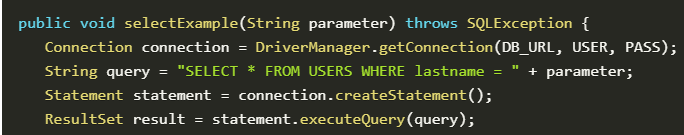 public void selectExample(String parameter) throws SQLException {
Connection connection = DriverManager.getConnection(DB_URL, USER, PASS);
String query = "SELECT * FROM USERS WHERE lastname = " + parameter;
Statement statement = connection.createStatement();
ResultSet result = statement.executeQuery(query);